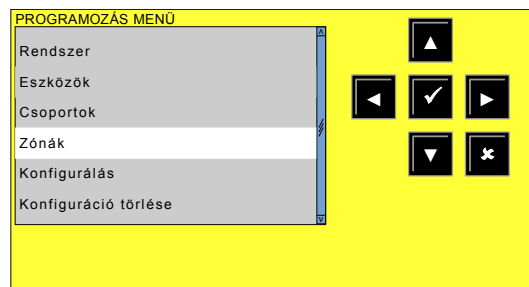 PROGRAMOZÁS MENÜ
Rendszer
Eszközök
Csoportok
Zónák
Konfigurálás
Konfiguráció törlése